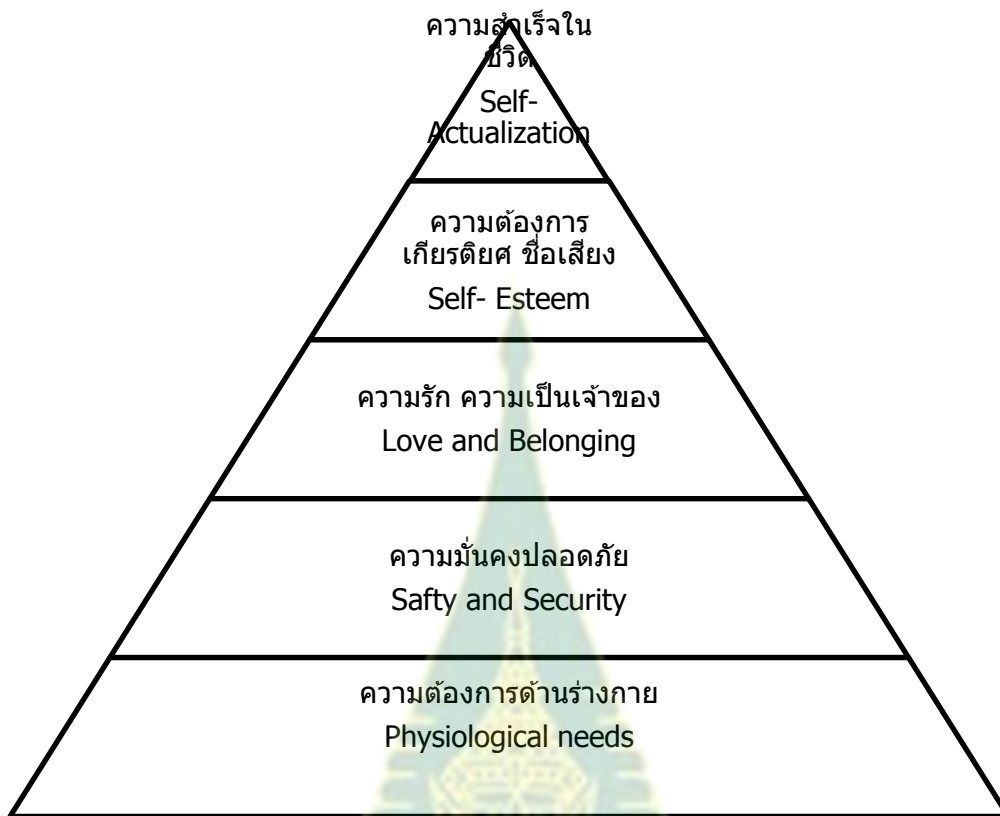 ความสำเร็จใน
ชีวิต
Self-
Actualization
ความต้องการ
เกียรติยศ ชื่อเสียง
Self- Esteem
ความรัก ความเป็นเจ้าของ
Love and Belonging
ความมั่นคงปลอดภัย
Safty and Security
ความต้องการด้านร่างกาย
Physiological needs